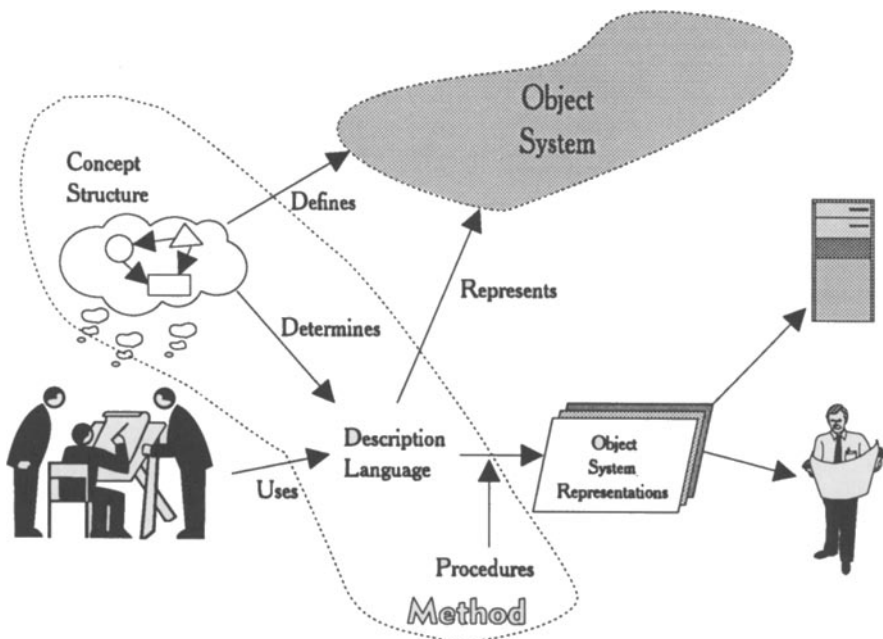 Object
System
Concept
Structure
Defines
Represents
Determines
Description
Language
Uses
Object
System
Representations
Procedures
Method